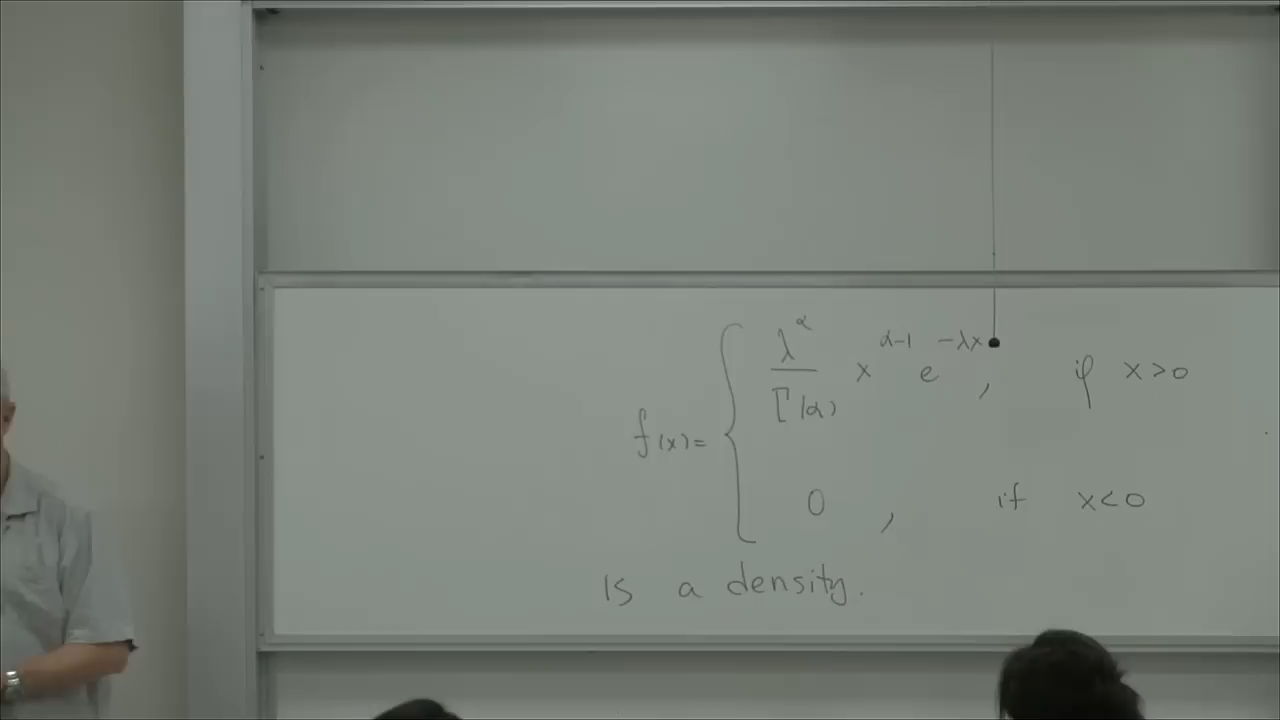 f(x) = { λ^α / Γ(α) x^(α-1) e^(-λx) , if x>0
0 , if x<0
is a density.